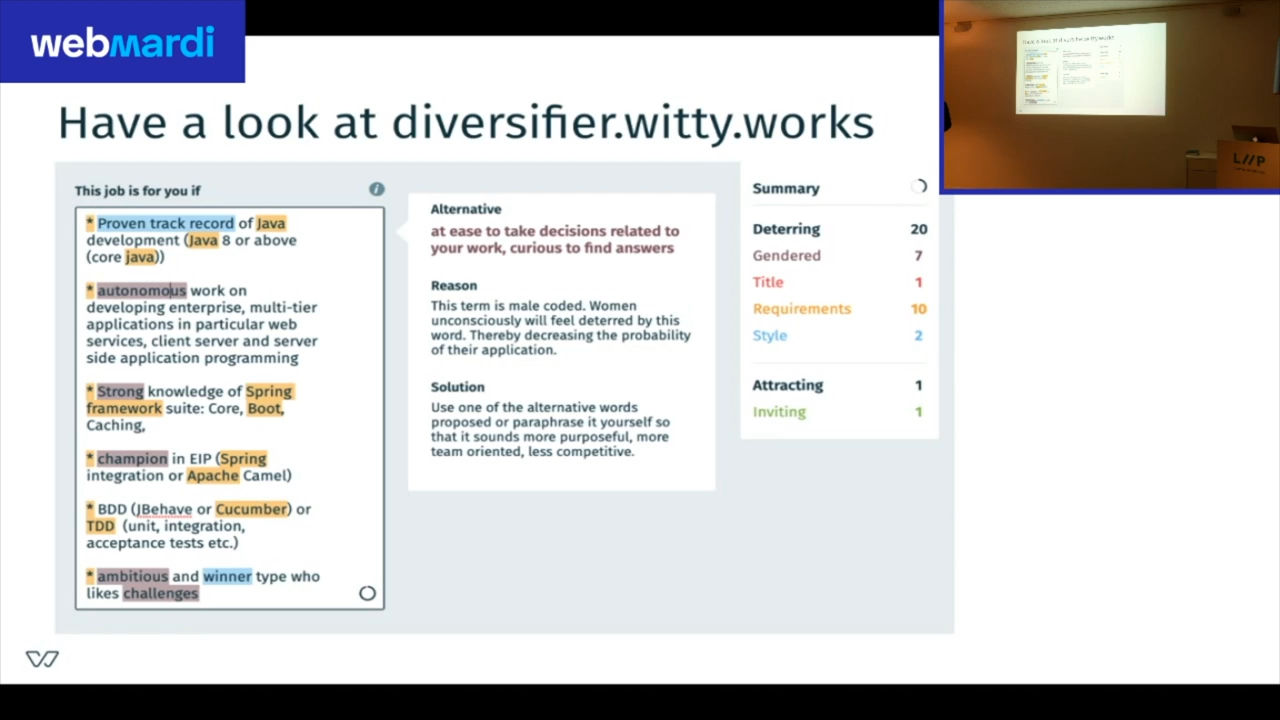 webmardi
Have a look at diversifier.witty.works
This job is for you if
* Proven track record of Java
development (Java 8 or above
(core java))
* autonomous work on
developing enterprise, multi-tier
applications in particular web
services, client server and server
side application programming
* Strong knowledge of Spring
framework suite: Core, Boot,
Caching,
* champion in EIP (Spring
integration or Apache Camel)
* BDD (JBehave or Cucumber) or
TDD (unit, integration,
acceptance tests etc.)
* ambitious and winner type who
likes challenges
Alternative
at ease to take decisions related to
your work, curious to find answers
Reason
This term is male coded. Women
unconsciously will feel deterred by this
word. Thereby decreasing the probability
of their application.
Solution
Use one of the alternative words
proposed or paraphrase it yourself so
that it sounds more purposeful, more
team oriented, less competitive.
Summary
Deterring 20
Gendered 7
Title 1
Requirements 10
Style 2
Attracting 1
Inviting 1
LIIP